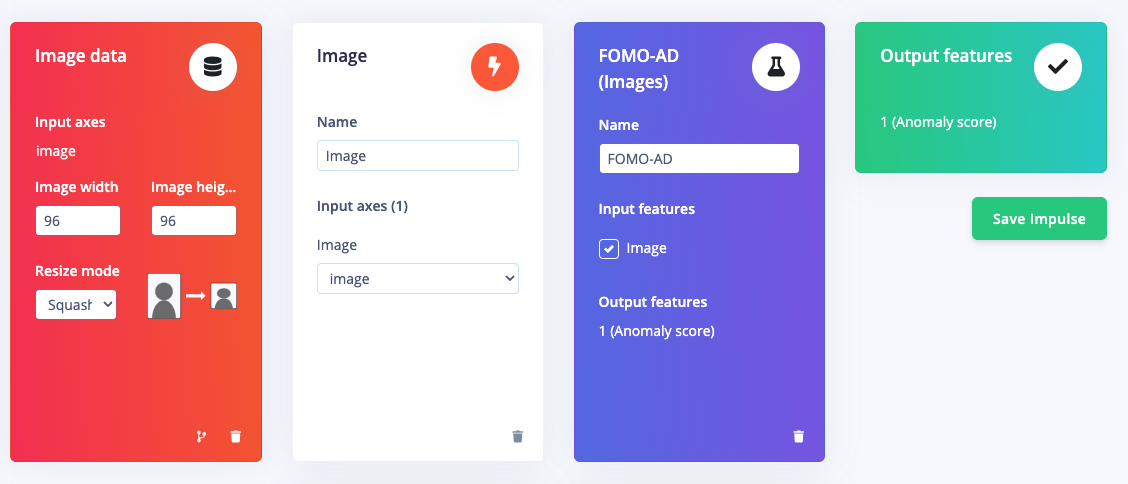 Image data
Input axes
image
Image width
Image heig...
96
96
Resize mode
Squash
Image
Name
Image
Input axes (1)
Image
image
FOMO-AD
(Images)
Name
FOMO-AD
Input features
Image
Output features
1 (Anomaly score)
Output features
1 (Anomaly score)
Save Impulse